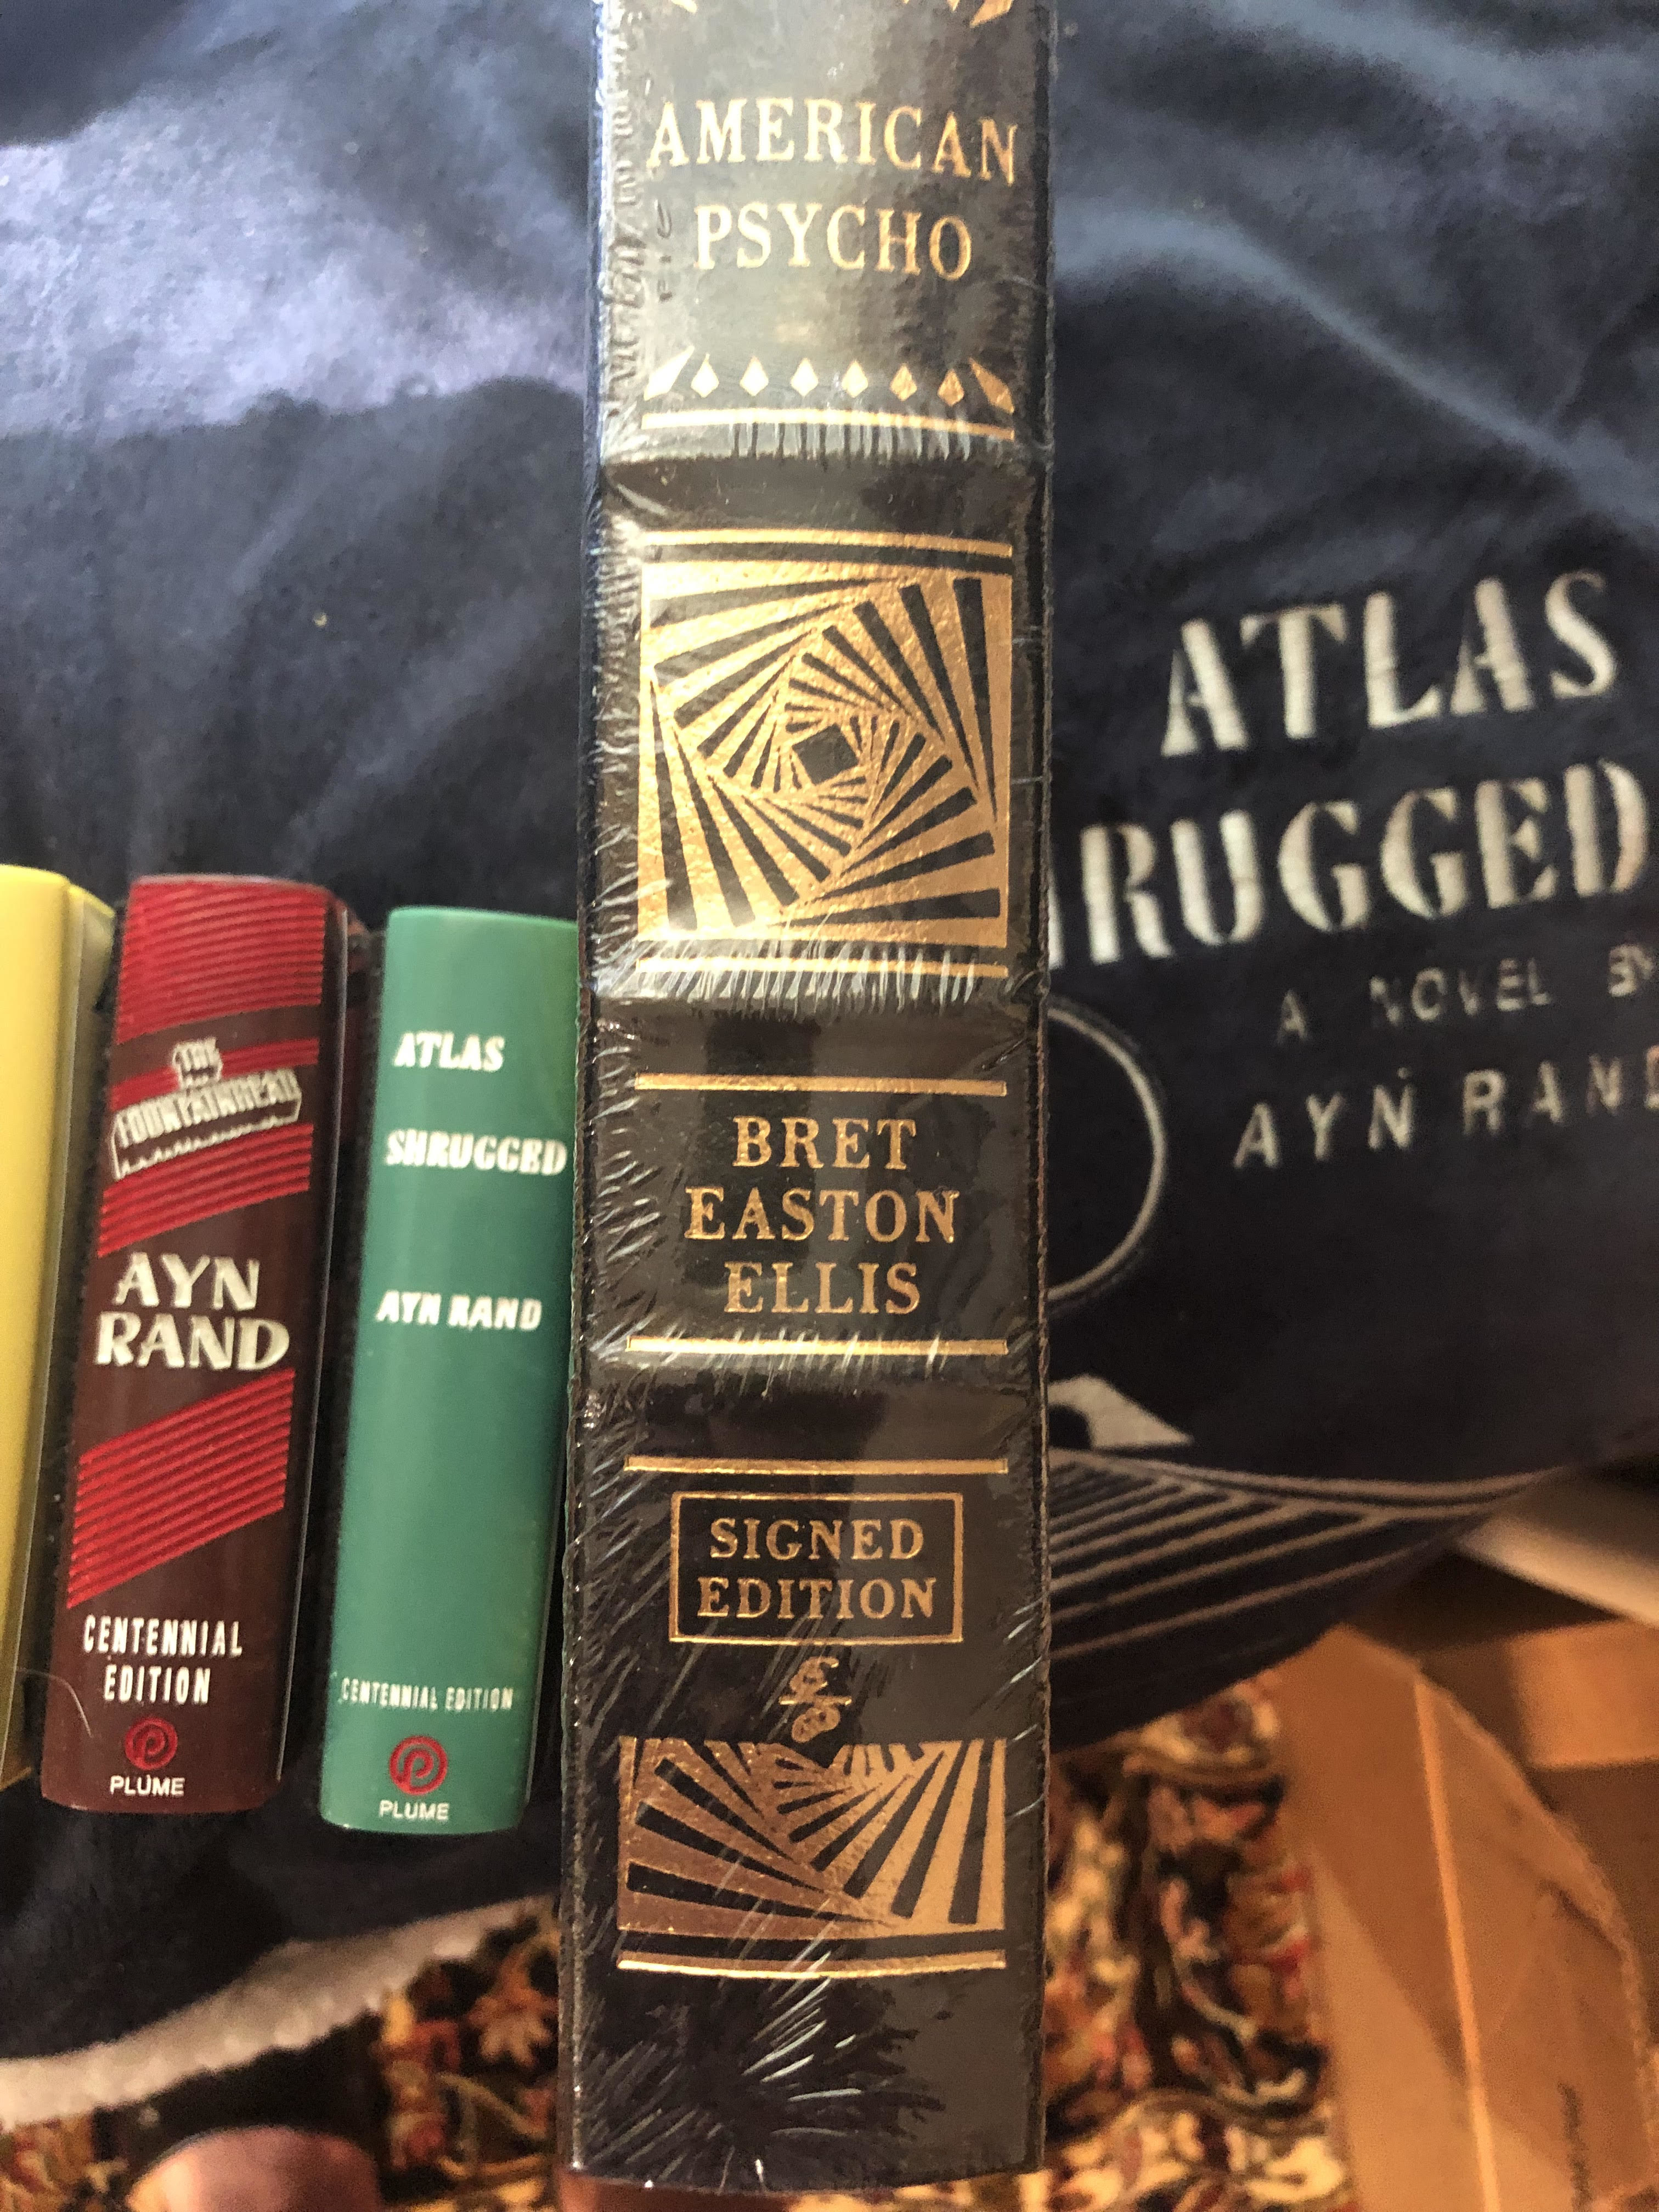 AMERICAN
PSYCHO
BRET
EASTON
ELLIS
SIGNED
EDITION
THE
FOUNTAINHEAD
AYN
RAND
CENTENNIAL
EDITION
PLUME
ATLAS
SHRUGGED
AYN RAND
CENTENNIAL EDITION
PLUME
ATLAS
RUGGED
A NOVEL BY
AYN RAND